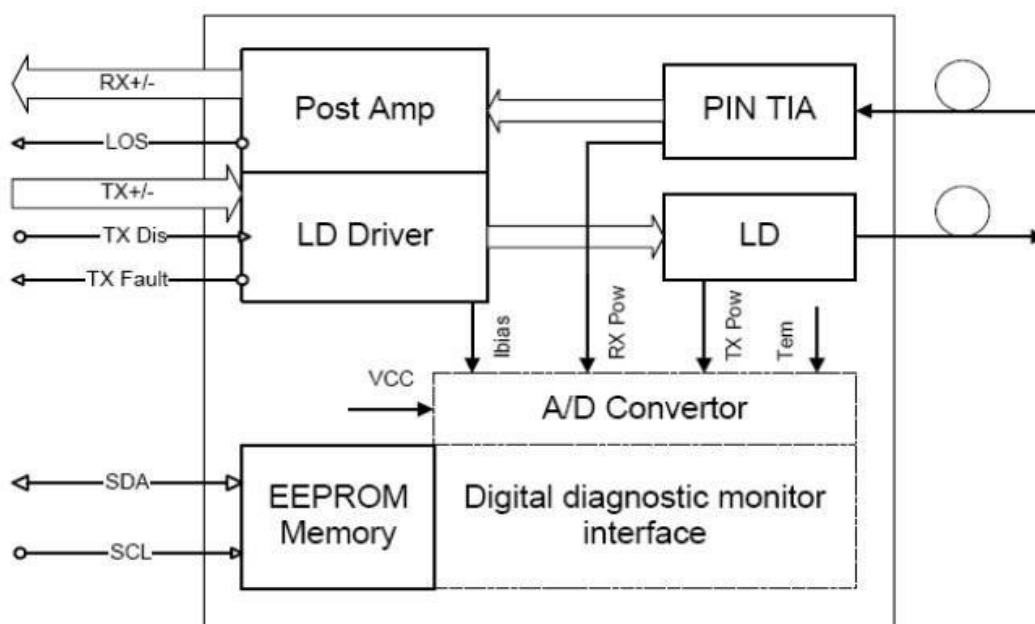 RX+/-
Post Amp
PIN TIA
LOS
TX+/-
TX Dis
LD Driver
LD
TX Fault
Ibias
RX Pow
TX Pow
Tem
VCC
A/D Convertor
SDA
EEPROM
Memory
Digital diagnostic monitor
interface
SCL